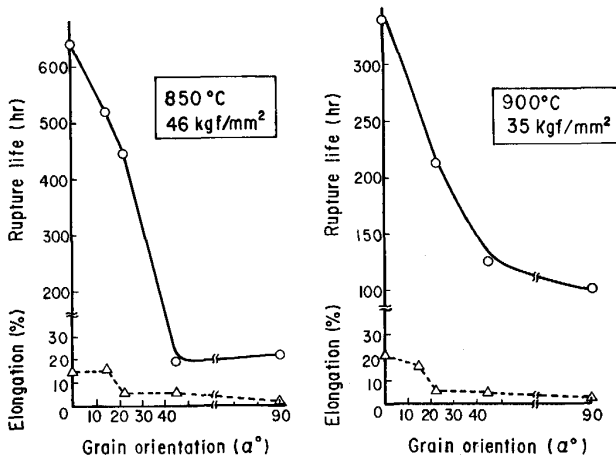 Rupture life (hr)
600
500
400
300
200
850 °C
46 kgf/mm²
Elongation (%)
30
20
10
0 10 20 30 40 90
Grain orientation (α°)
Rupture life (hr)
300
250
200
150
100
900°C
35 Kgf/mm²
Elongation (%)
30
20
10
0 10 20 30 40 90
Grain oriention (α°)